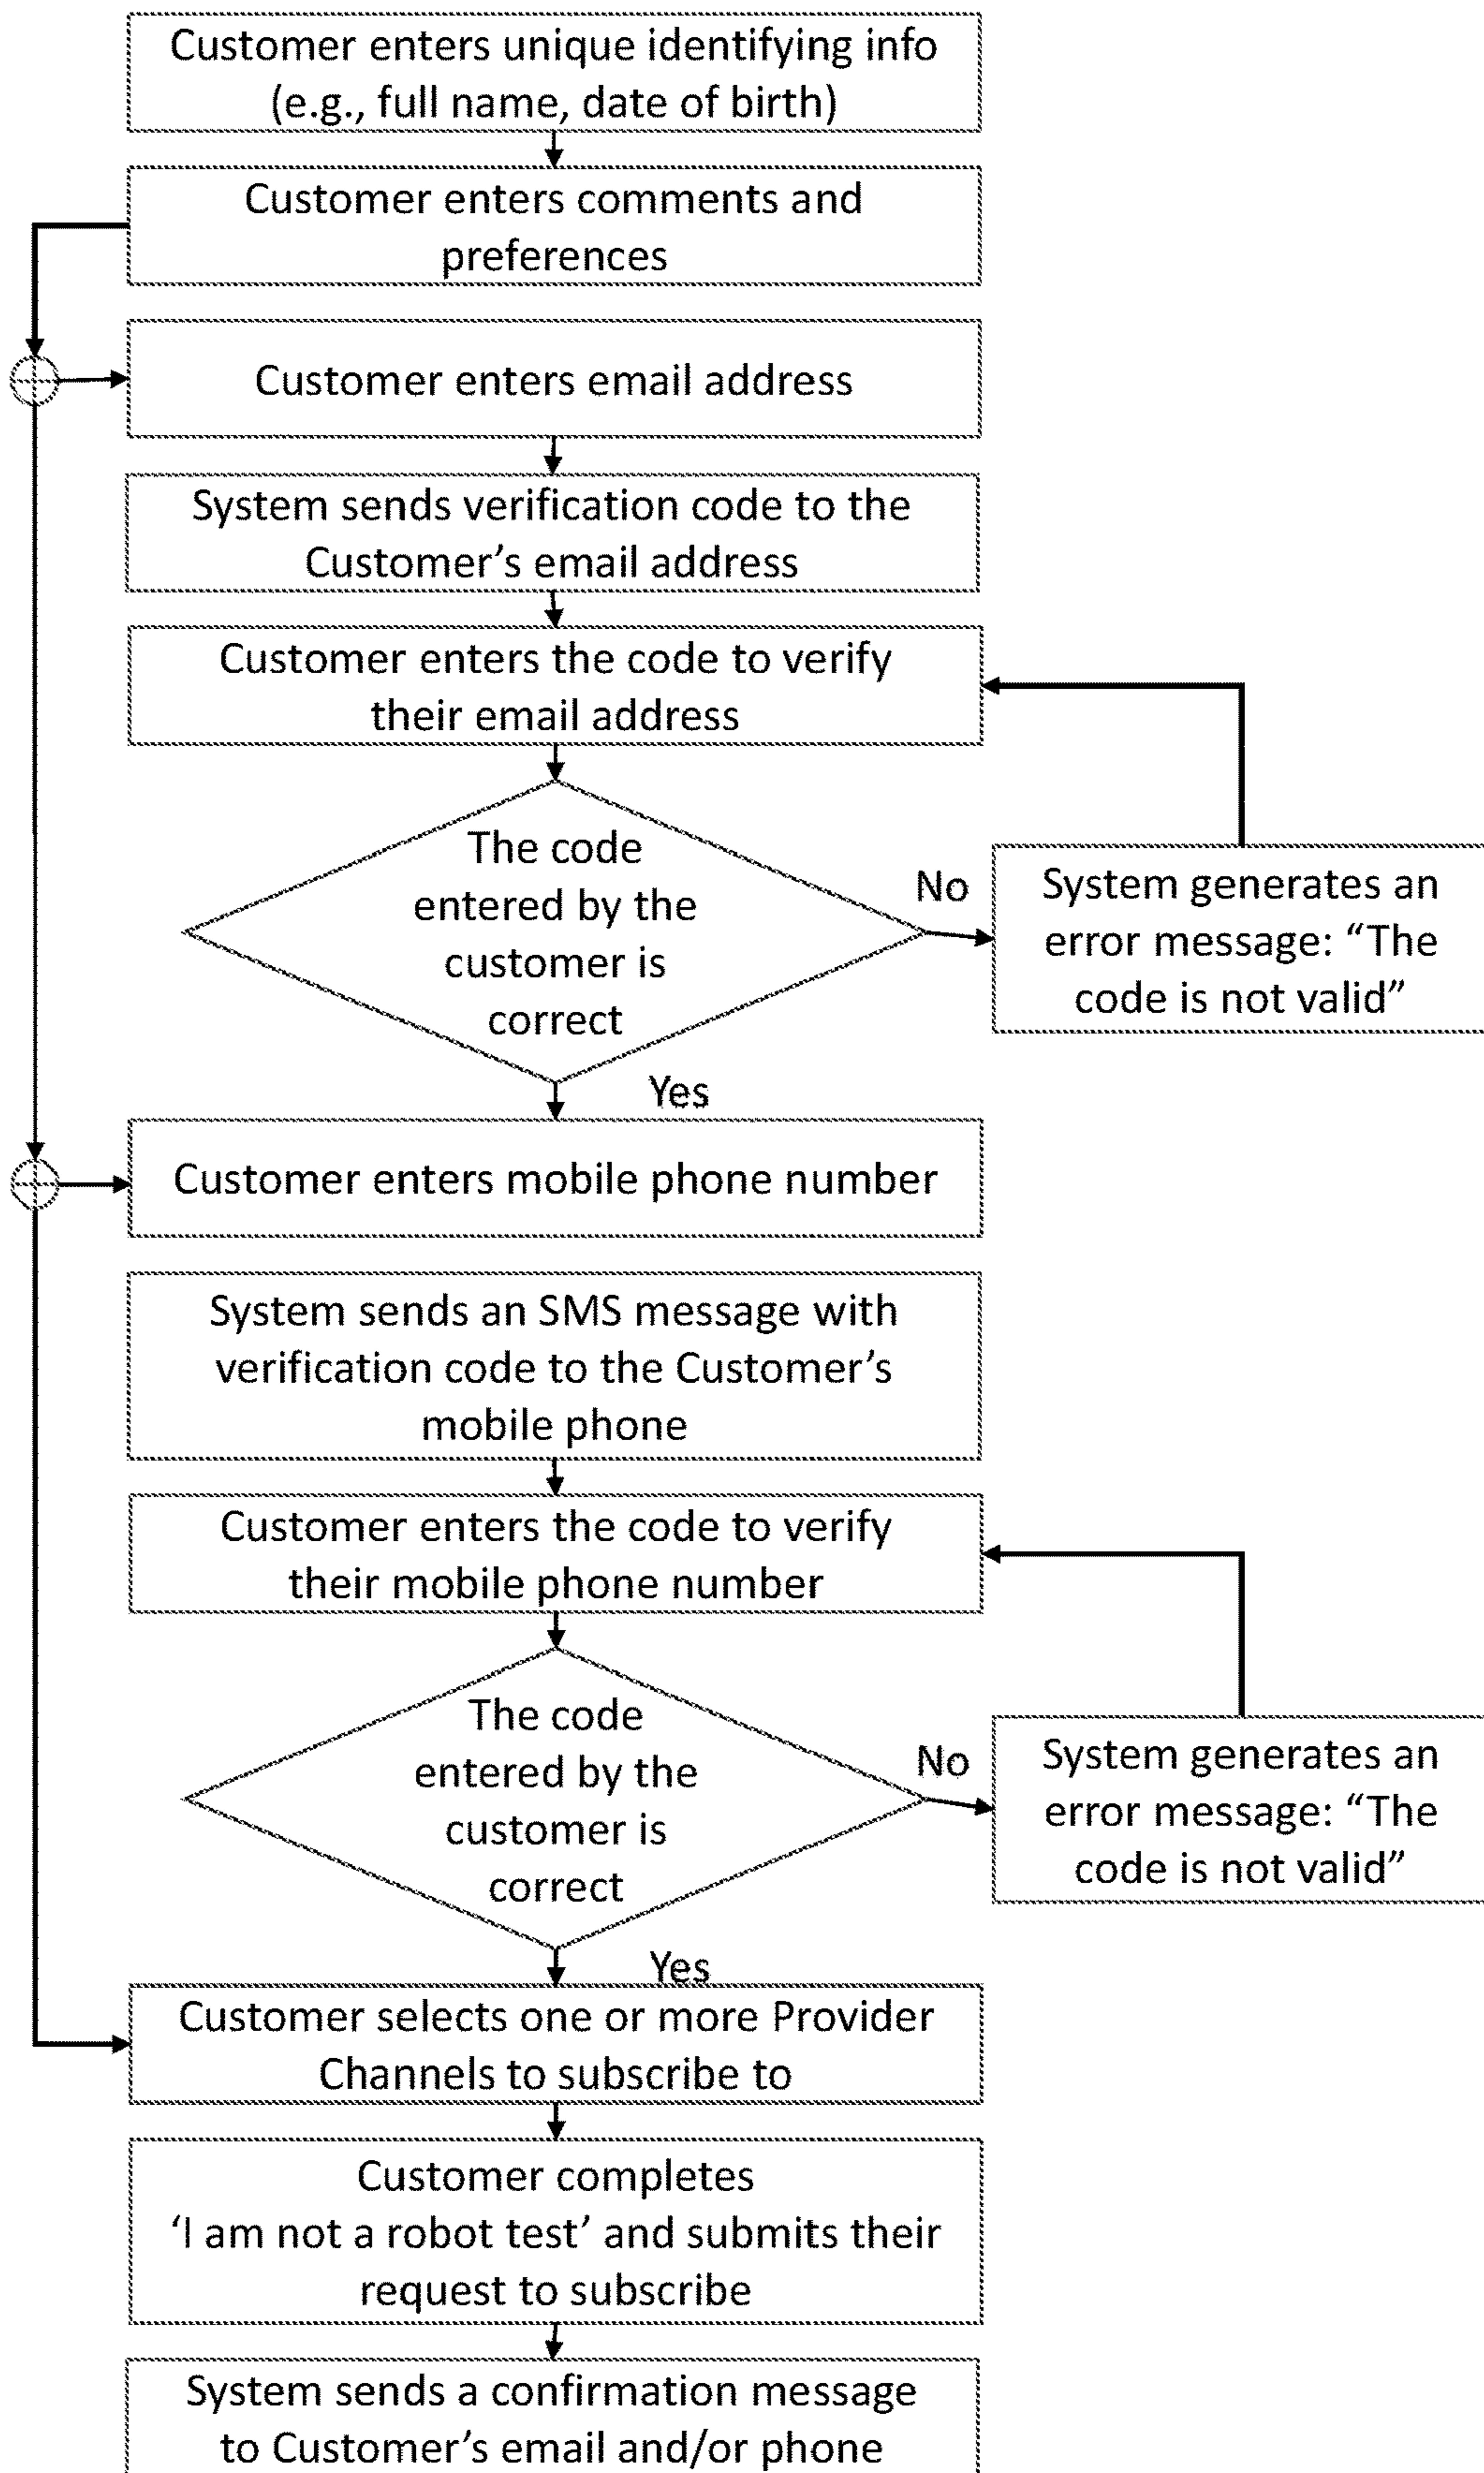 Customer enters unique identifying info
(e.g., full name, date of birth)
Customer enters comments and
preferences
Customer enters email address
System sends verification code to the
Customer’s email address
Customer enters the code to verify
their email address
The code
entered by the
customer is
correct
No
System generates an
error message: “The
code is not valid”
Yes
Customer enters mobile phone number
System sends an SMS message with
verification code to the Customer’s
mobile phone
Customer enters the code to verify
their mobile phone number
The code
entered by the
customer is
correct
No
System generates an
error message: “The
code is not valid”
Yes
Customer selects one or more Provider
Channels to subscribe to
Customer completes
‘I am not a robot test’ and submits their
request to subscribe
System sends a confirmation message
to Customer’s email and/or phone